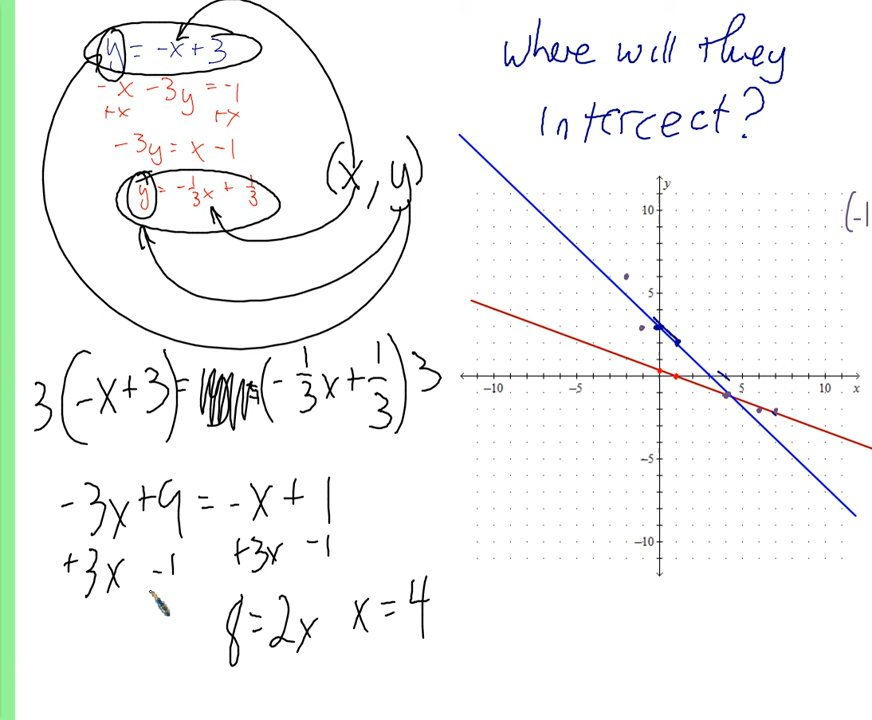 y = -x + 3
-x - 3y = -1
+x +x
-3y = x - 1
y = -1/3x + 1/3
(x, y)
3(-x+3) = (-1/3x + 1/3)3
-3x + 9 = -x + 1
+3x -1 +3x -1
8 = 2x x = 4
Where will they
intercect?
(-1
y
10
5
-10 -5 10 x
-5
-10